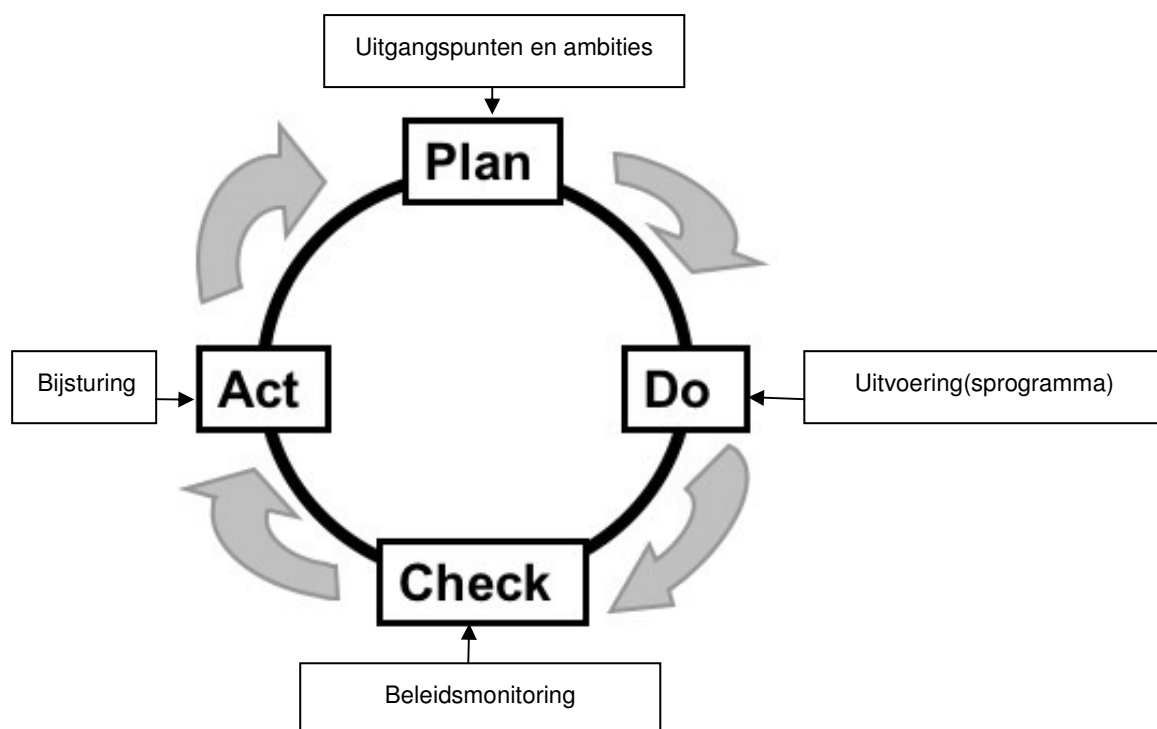 Uitgangspunten en ambities
Plan
Bijsturing
Act
Do
Uitvoering(sprogramma)
Check
Beleidsmonitoring